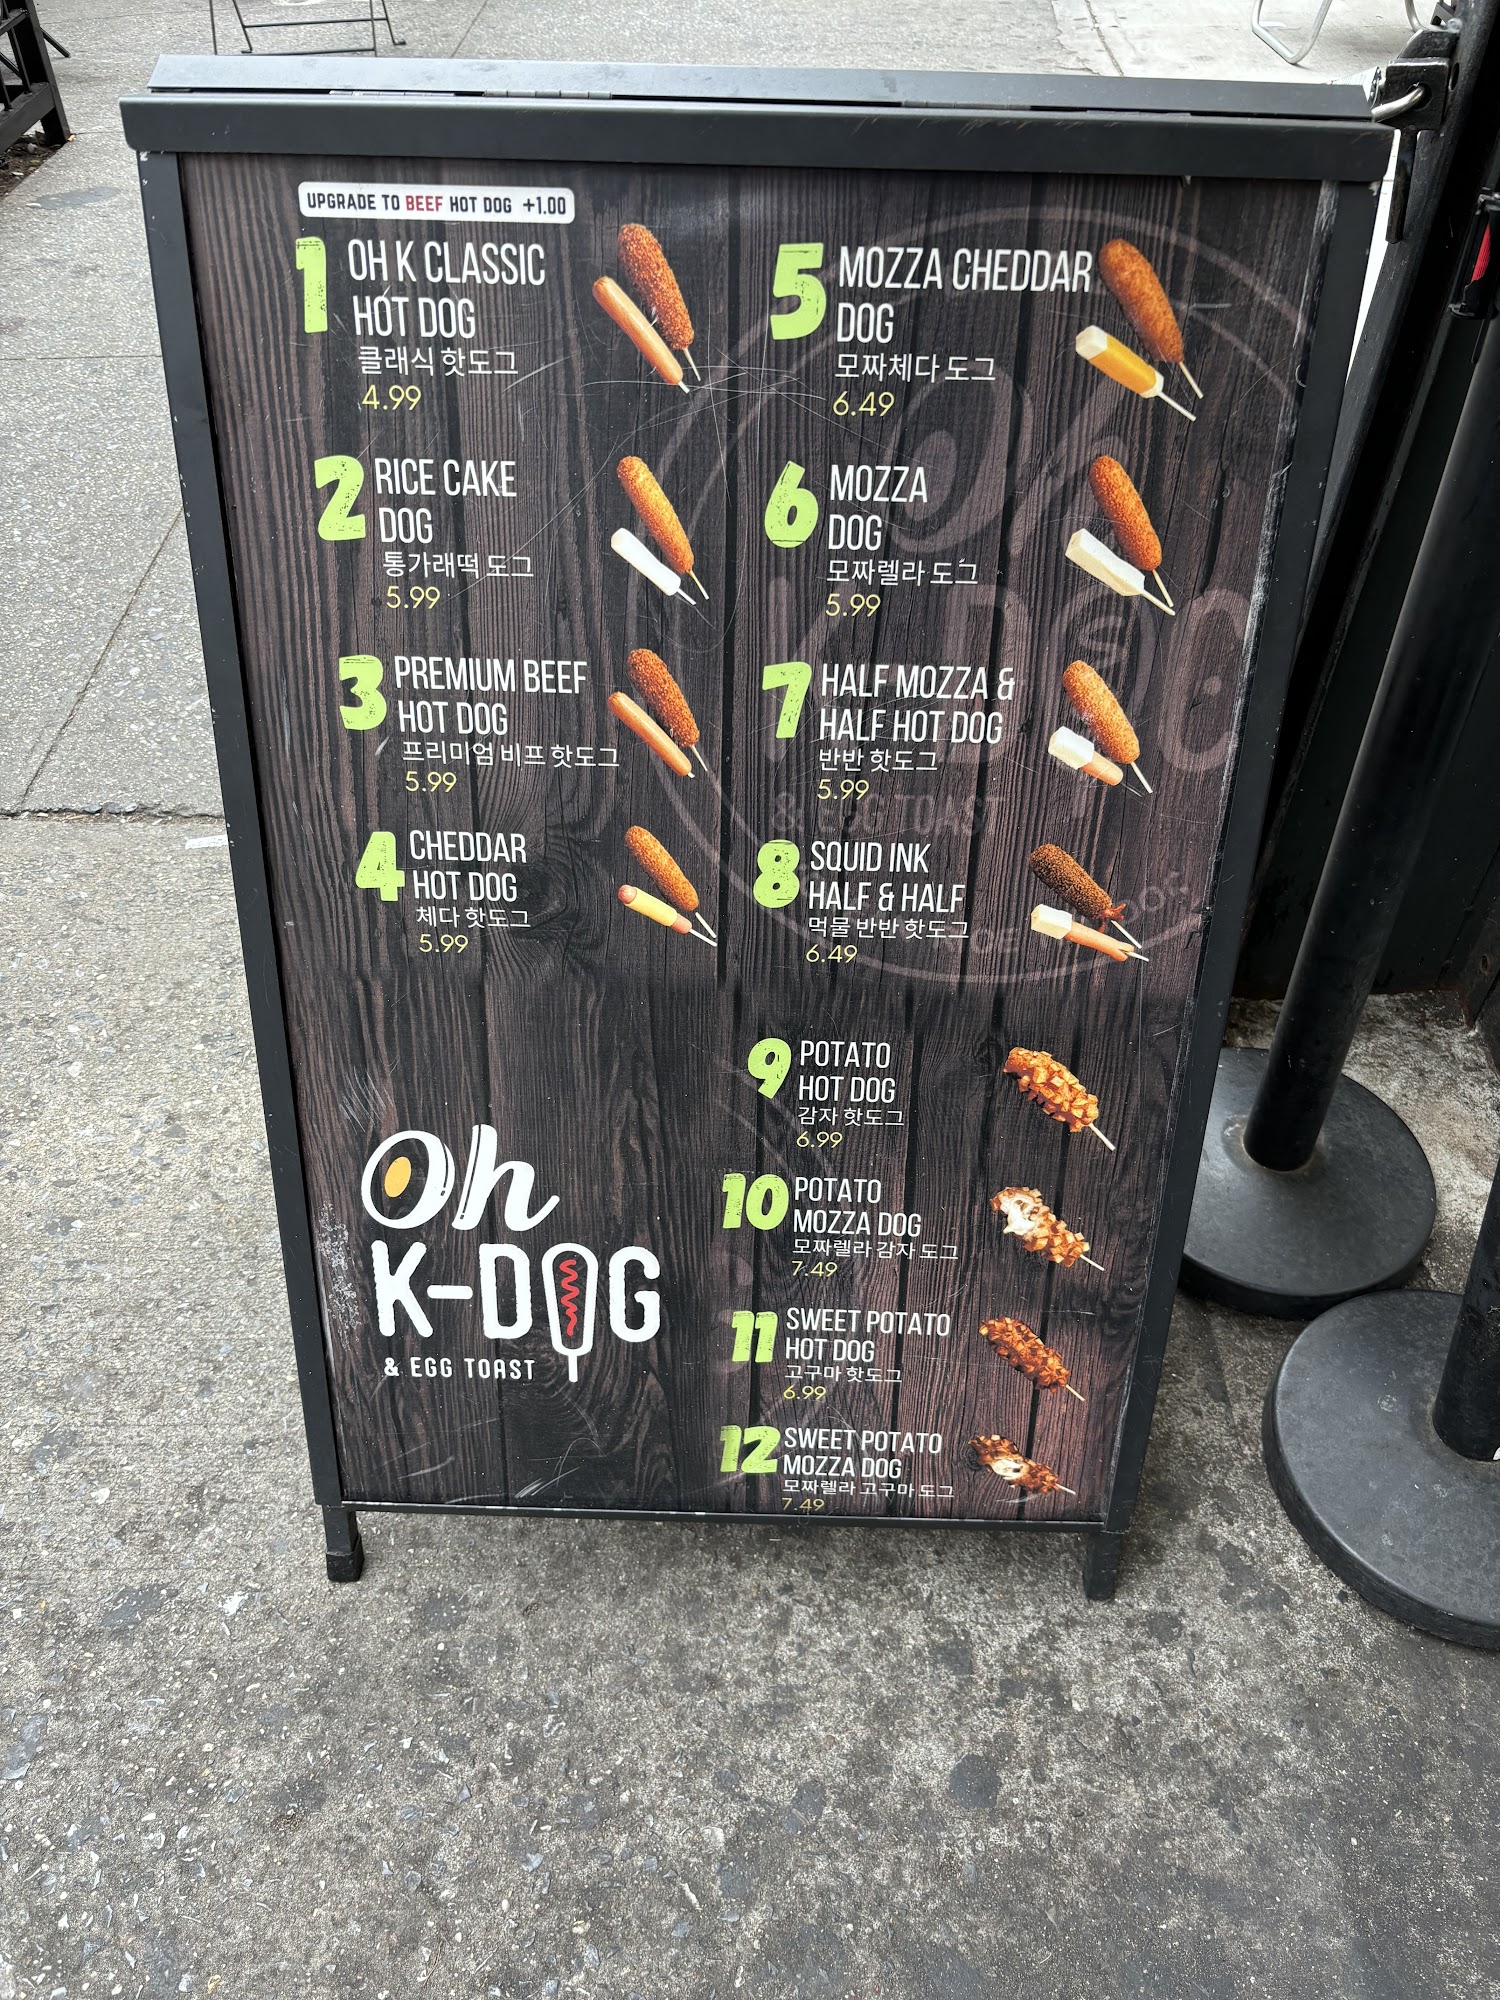 UPGRADE TO BEEF HOT DOG +1.00
1 OH K CLASSIC
HOT DOG
클래식 핫도그
4.99
2 RICE CAKE
DOG
통가래떡 도그
5.99
3 PREMIUM BEEF
HOT DOG
프리미엄 비프 핫도그
5.99
4 CHEDDAR
HOT DOG
체다 핫도그
5.99
5 MOZZA CHEDDAR
DOG
모짜체다 도그
6.49
6 MOZZA
DOG
모짜렐라 도그
5.99
7 HALF MOZZA &
HALF HOT DOG
반반 핫도그
5.99
8 SQUID INK
HALF & HALF
먹물 반반 핫도그
6.49
9 POTATO
HOT DOG
감자 핫도그
6.99
10 POTATO
MOZZA DOG
모짜렐라 감자 도그
7.49
11 SWEET POTATO
HOT DOG
고구마 핫도그
6.99
12 SWEET POTATO
MOZZA DOG
모짜렐라 고구마 도그
7.49
Oh
K-DOG
& EGG TOAST
Oh
& EGG TOAST